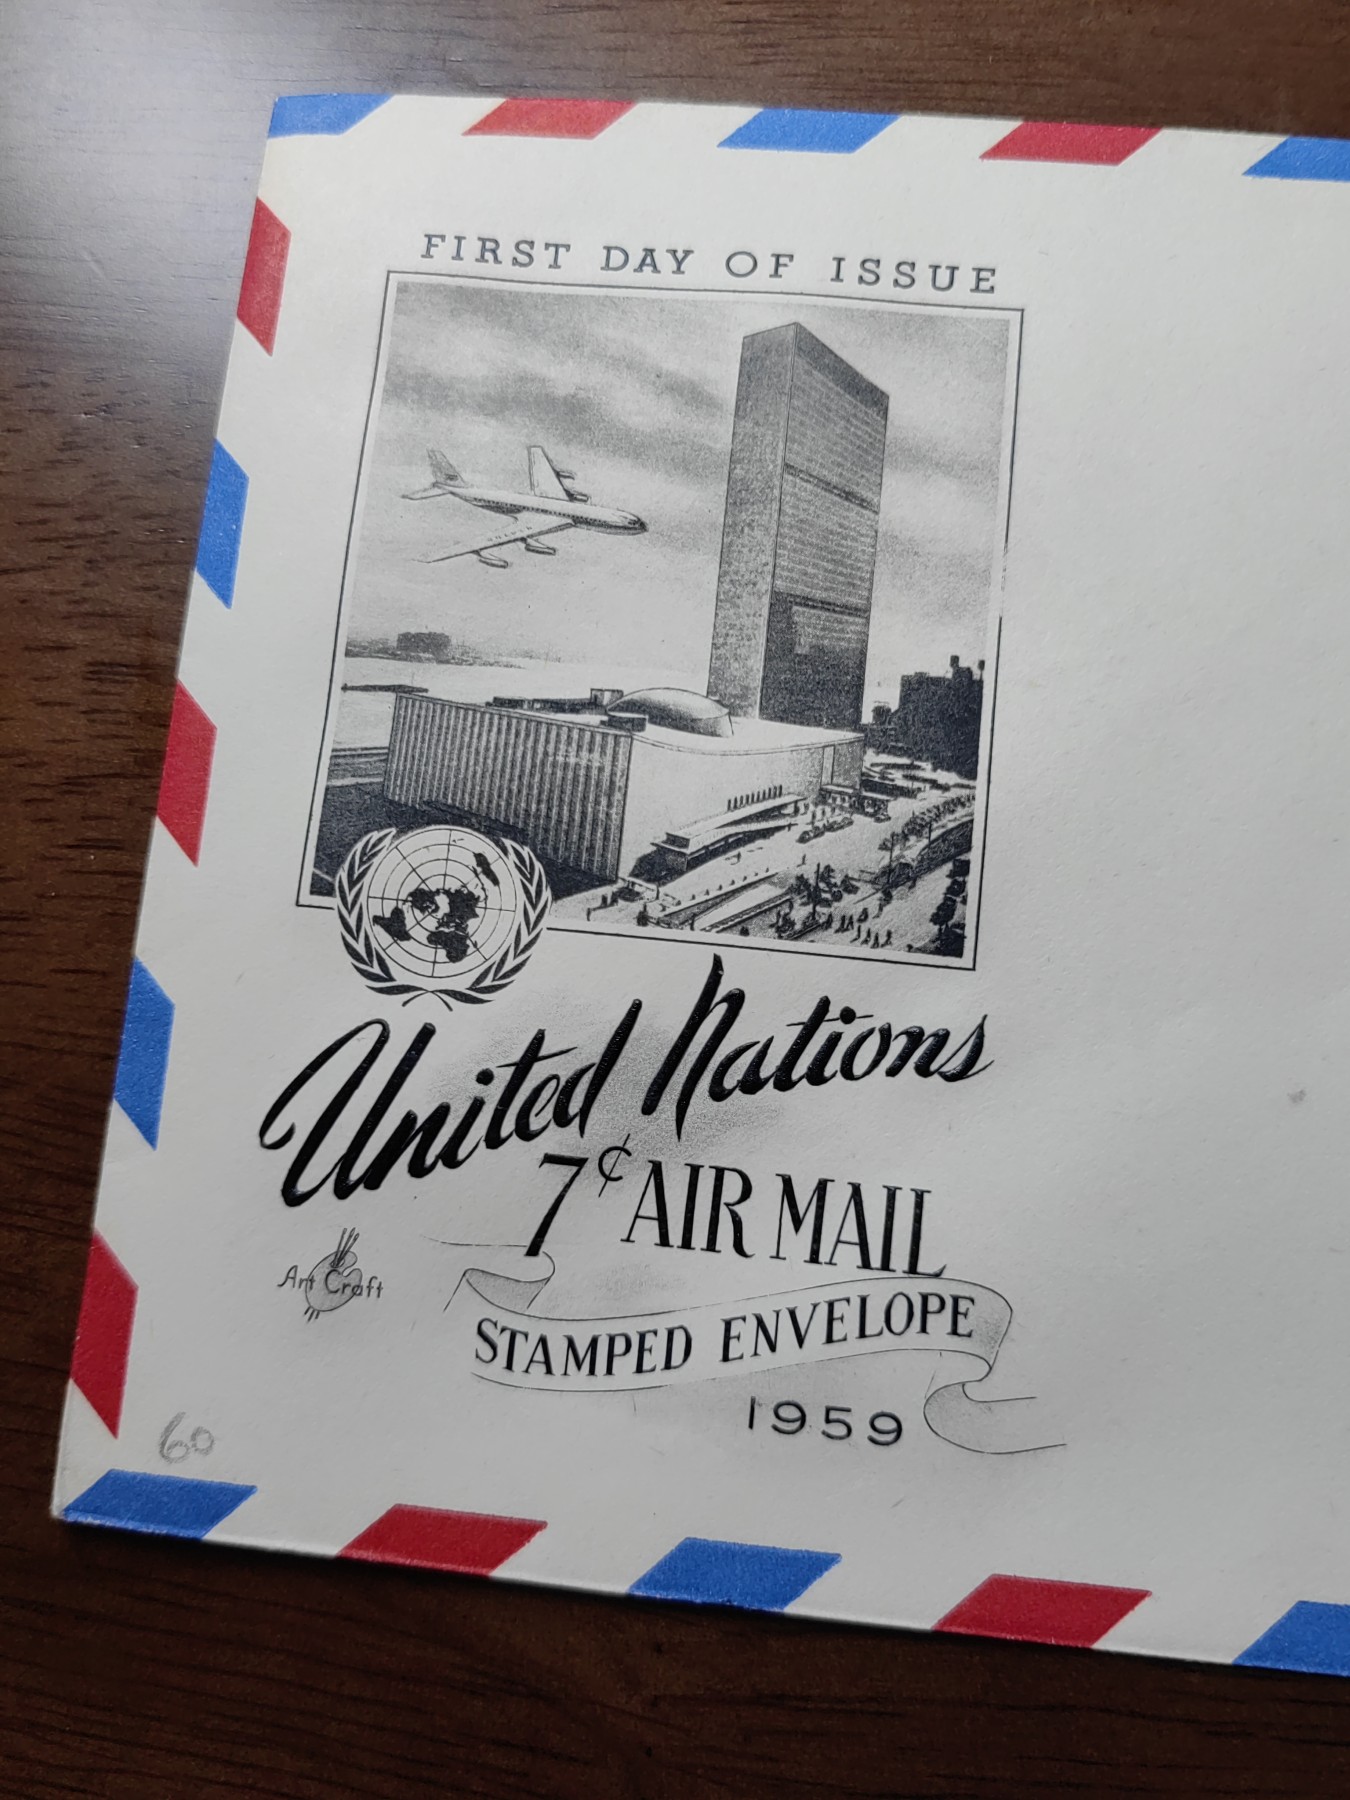 FIRST DAY OF ISSUE
United Nations
7¢ AIR MAIL
Art Craft
STAMPED ENVELOPE
1959
60